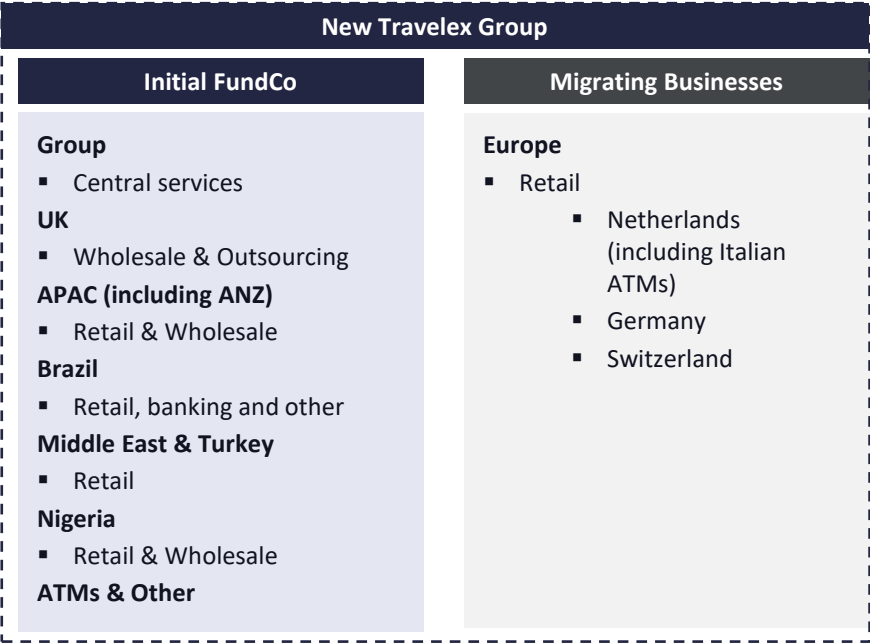 New Travelex Group
Initial FundCo
Group
▪ Central services
UK
▪ Wholesale & Outsourcing
APAC (including ANZ)
▪ Retail & Wholesale
Brazil
▪ Retail, banking and other
Middle East & Turkey
▪ Retail
Nigeria
▪ Retail & Wholesale
ATMs & Other
Migrating Businesses
Europe
▪ Retail
▪ Netherlands
(including Italian
ATMs)
▪ Germany
▪ Switzerland